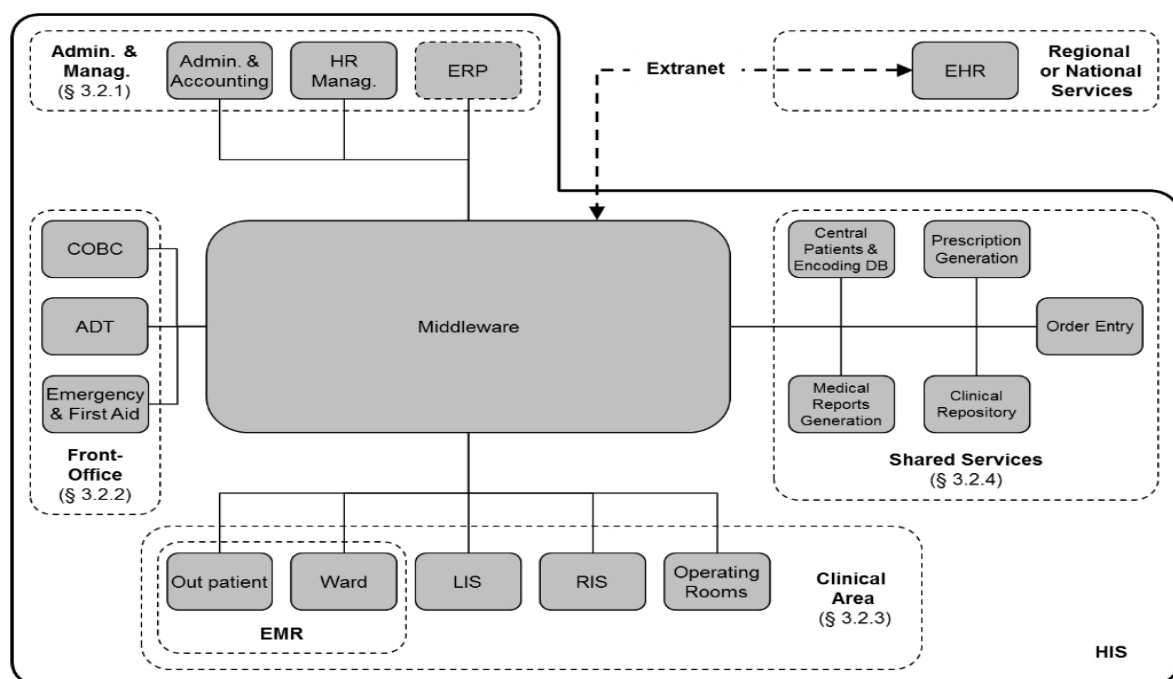 Admin. &
Manag.
(§ 3.2.1)
Admin. &
Accounting
HR
Manag.
ERP
Extranet
EHR
Regional
or National
Services
COBC
ADT
Emergency
& First Aid
Front-
Office
(§ 3.2.2)
Middleware
Central
Patients &
Encoding DB
Prescription
Generation
Order Entry
Medical
Reports
Generation
Clinical
Repository
Shared Services
(§ 3.2.4)
Out patient
Ward
LIS
RIS
Operating
Rooms
EMR
Clinical
Area
(§ 3.2.3)
HIS